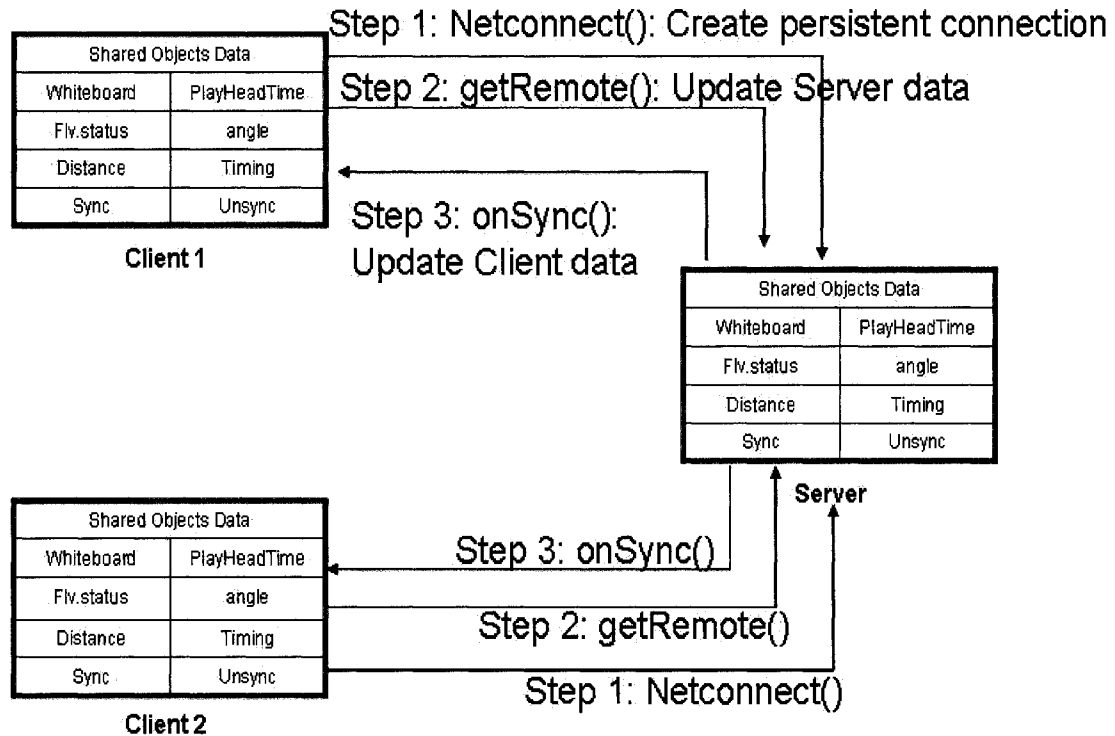 Step 1: Netconnect(): Create persistent connection
Shared Objects Data
Whiteboard PlayHeadTime
Step 2: getRemote(): Update Server data
Flv.status angle
Distance Timing
Sync Unsync
Client 1
Step 3: onSync():
Update Client data
Shared Objects Data
Whiteboard PlayHeadTime
Flv.status angle
Distance Timing
Sync Unsync
Server
Shared Objects Data
Whiteboard PlayHeadTime
Flv.status angle
Distance Timing
Sync Unsync
Client 2
Step 3: onSync()
Step 2: getRemote()
Step 1: Netconnect()